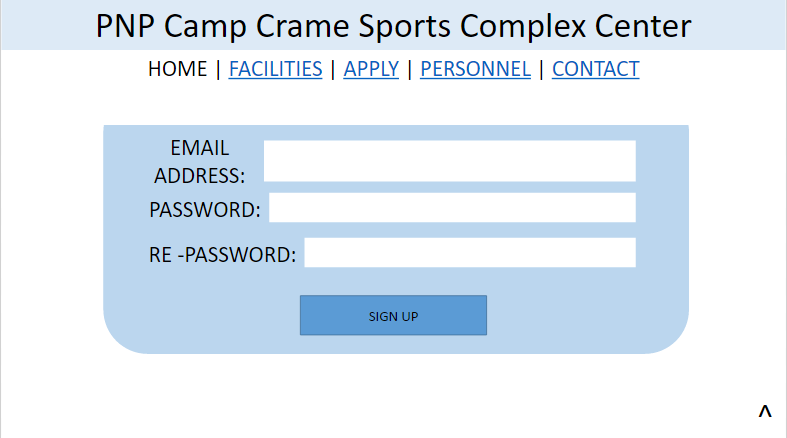 PNP Camp Crame Sports Complex Center
HOME | FACILITIES | APPLY | PERSONNEL | CONTACT
EMAIL
ADDRESS:
PASSWORD:
RE -PASSWORD:
SIGN UP
^